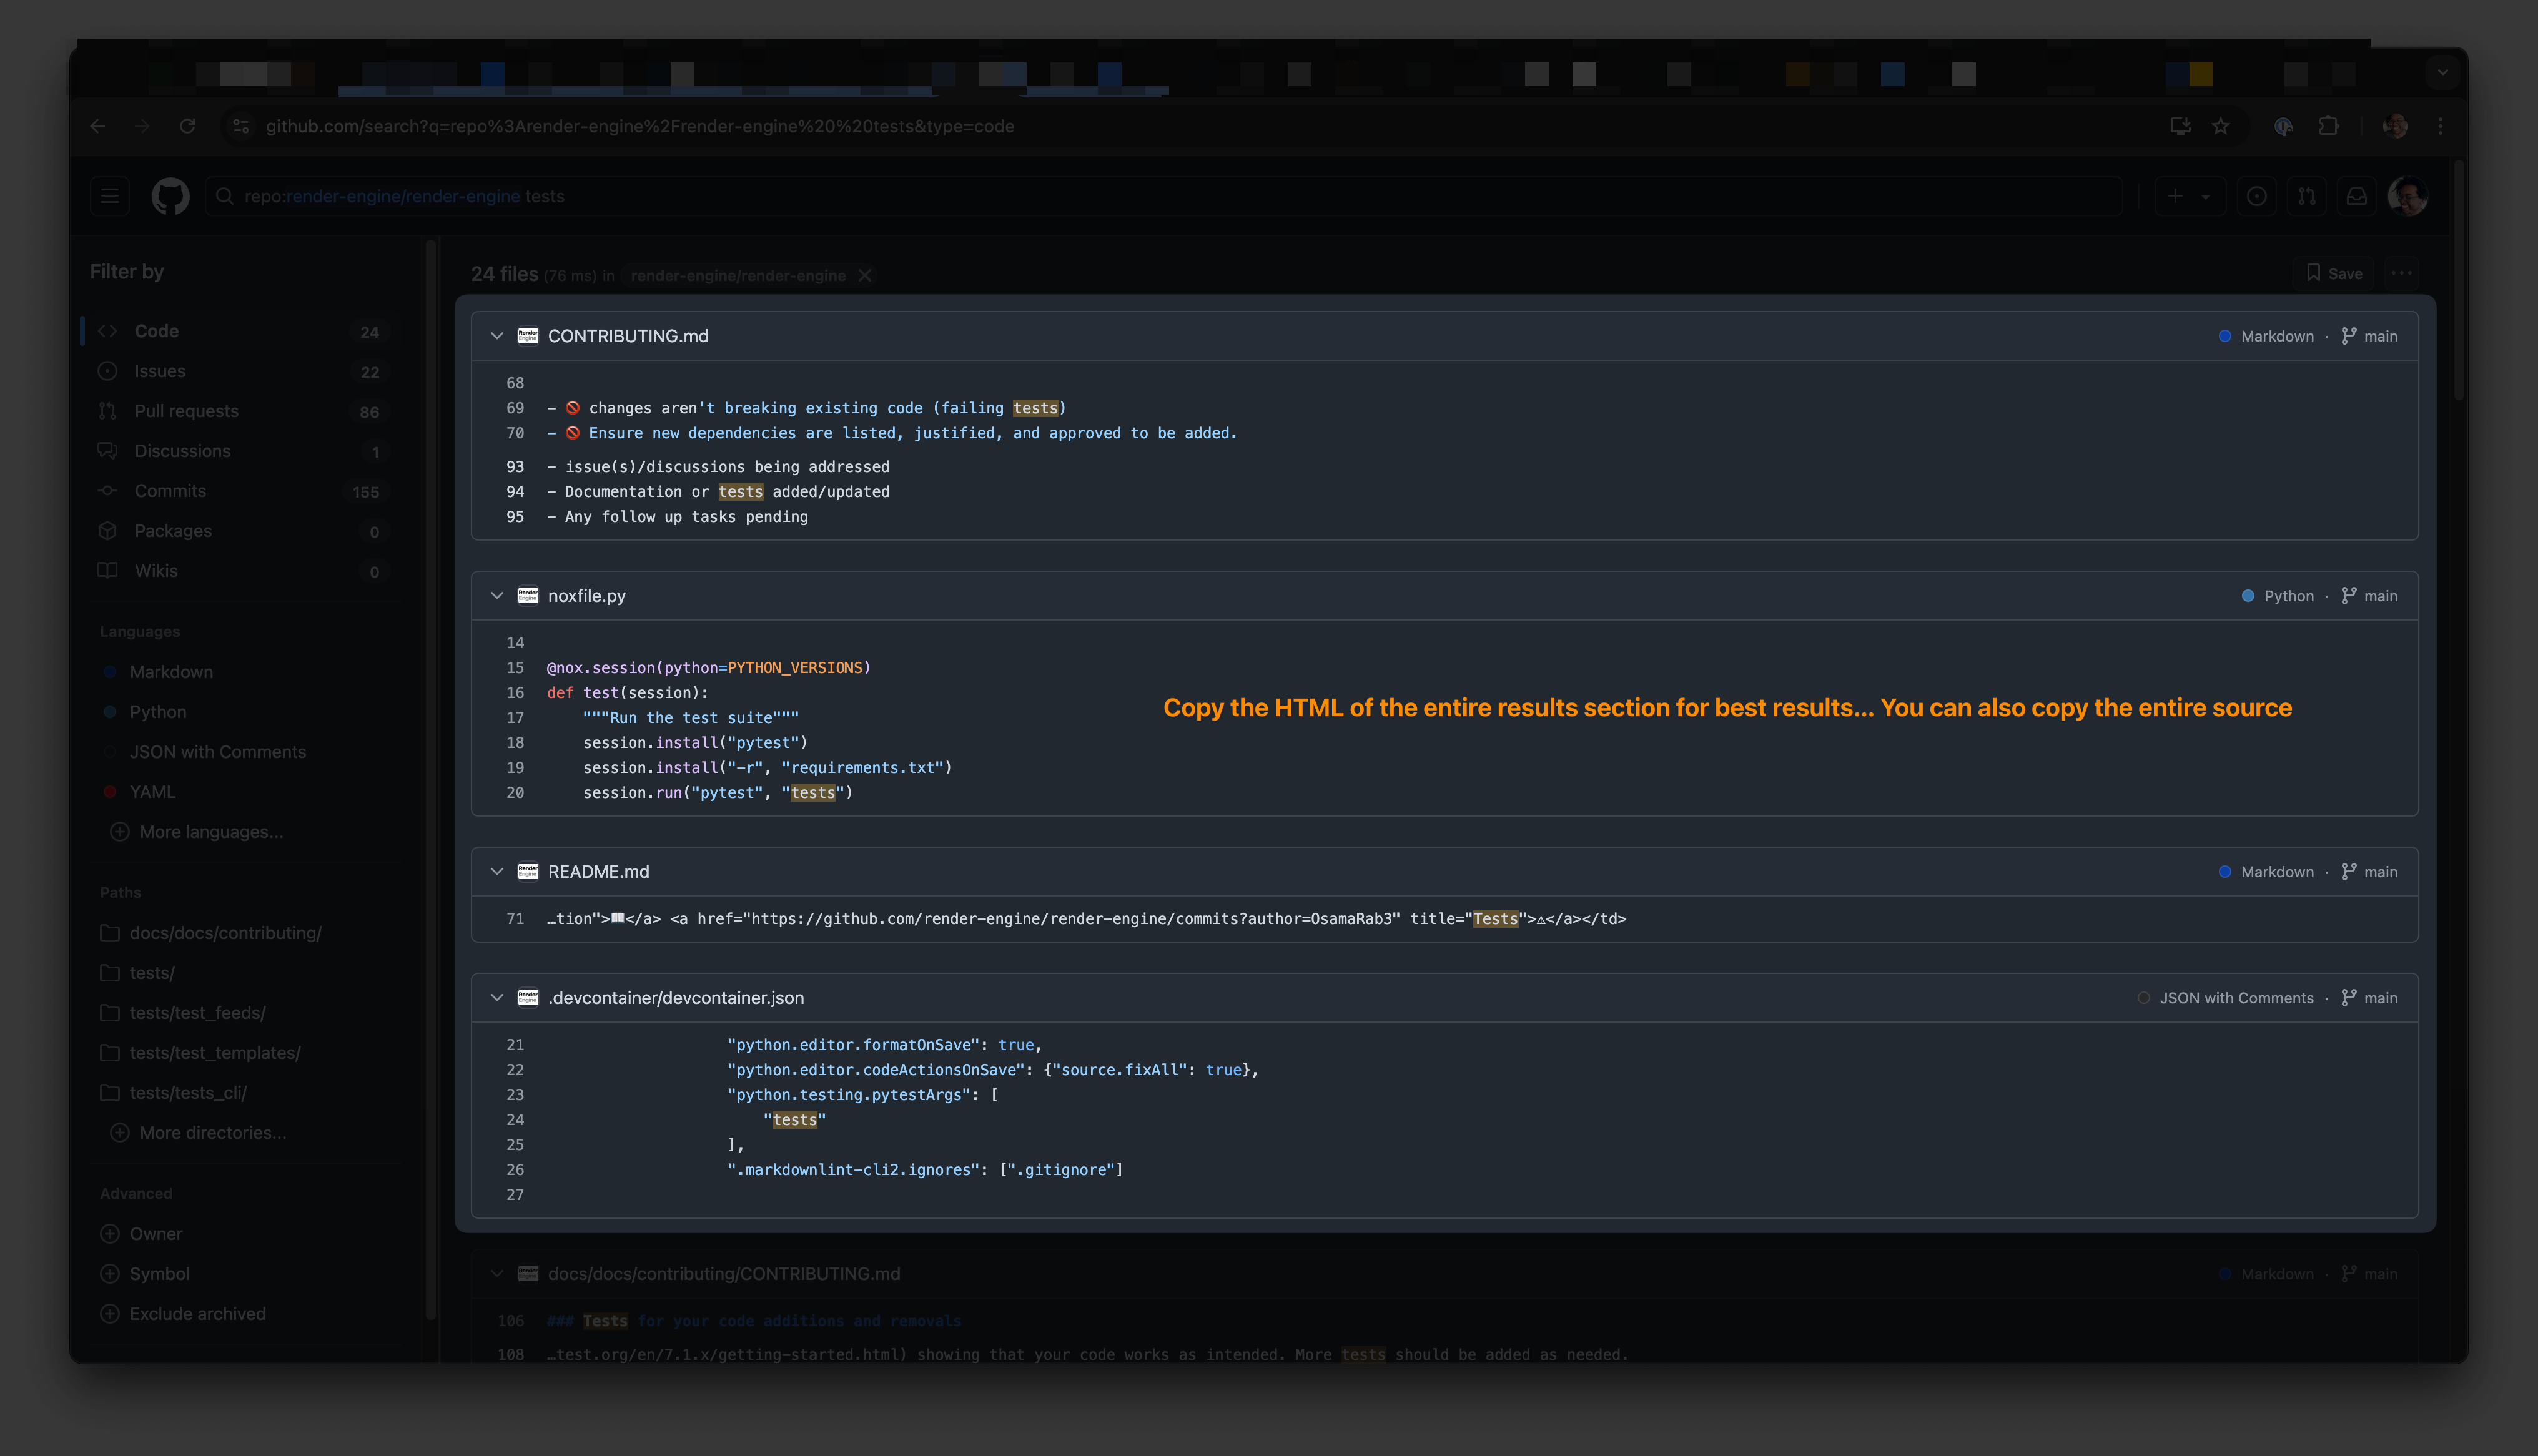 github.com/search?q=repo%3Arender-engine%2Frender-engine%20%20tests&type=code
repo:render-engine/render-engine tests
Filter by
Code 24
Issues 22
Pull requests 86
Discussions 1
Commits 155
Packages 0
Wikis 0
Languages
Markdown
Python
JSON with Comments
YAML
More languages...
Paths
docs/docs/contributing/
tests/
tests/test_feeds/
tests/test_templates/
tests/tests_cli/
More directories...
Advanced
Owner
Symbol
Exclude archived
24 files (76 ms) in render-engine/render-engine
Save
CONTRIBUTING.md Markdown · main
68
69 - 🚫 changes aren't breaking existing code (failing tests)
70 - 🚫 Ensure new dependencies are listed, justified, and approved to be added.
93 - issue(s)/discussions being addressed
94 - Documentation or tests added/updated
95 - Any follow up tasks pending
noxfile.py Python · main
14
15 @nox.session(python=PYTHON_VERSIONS)
16 def test(session):
17 """Run the test suite"""
18 session.install("pytest")
19 session.install("-r", "requirements.txt")
20 session.run("pytest", "tests")
Copy the HTML of the entire results section for best results... You can also copy the entire source
README.md Markdown · main
71 …tion">📖</a> <a href="https://github.com/render-engine/render-engine/commits?author=OsamaRab3" title="Tests">⚠</a></td>
.devcontainer/devcontainer.json JSON with Comments · main
21 "python.editor.formatOnSave": true,
22 "python.editor.codeActionsOnSave": {"source.fixAll": true},
23 "python.testing.pytestArgs": [
24 "tests"
25 ],
26 ".markdownlint-cli2.ignores": [".gitignore"]
27
docs/docs/contributing/CONTRIBUTING.md Markdown · main
106 ### Tests for your code additions and removals
108 …test.org/en/7.1.x/getting-started.html) showing that your code works as intended. More tests should be added as needed.